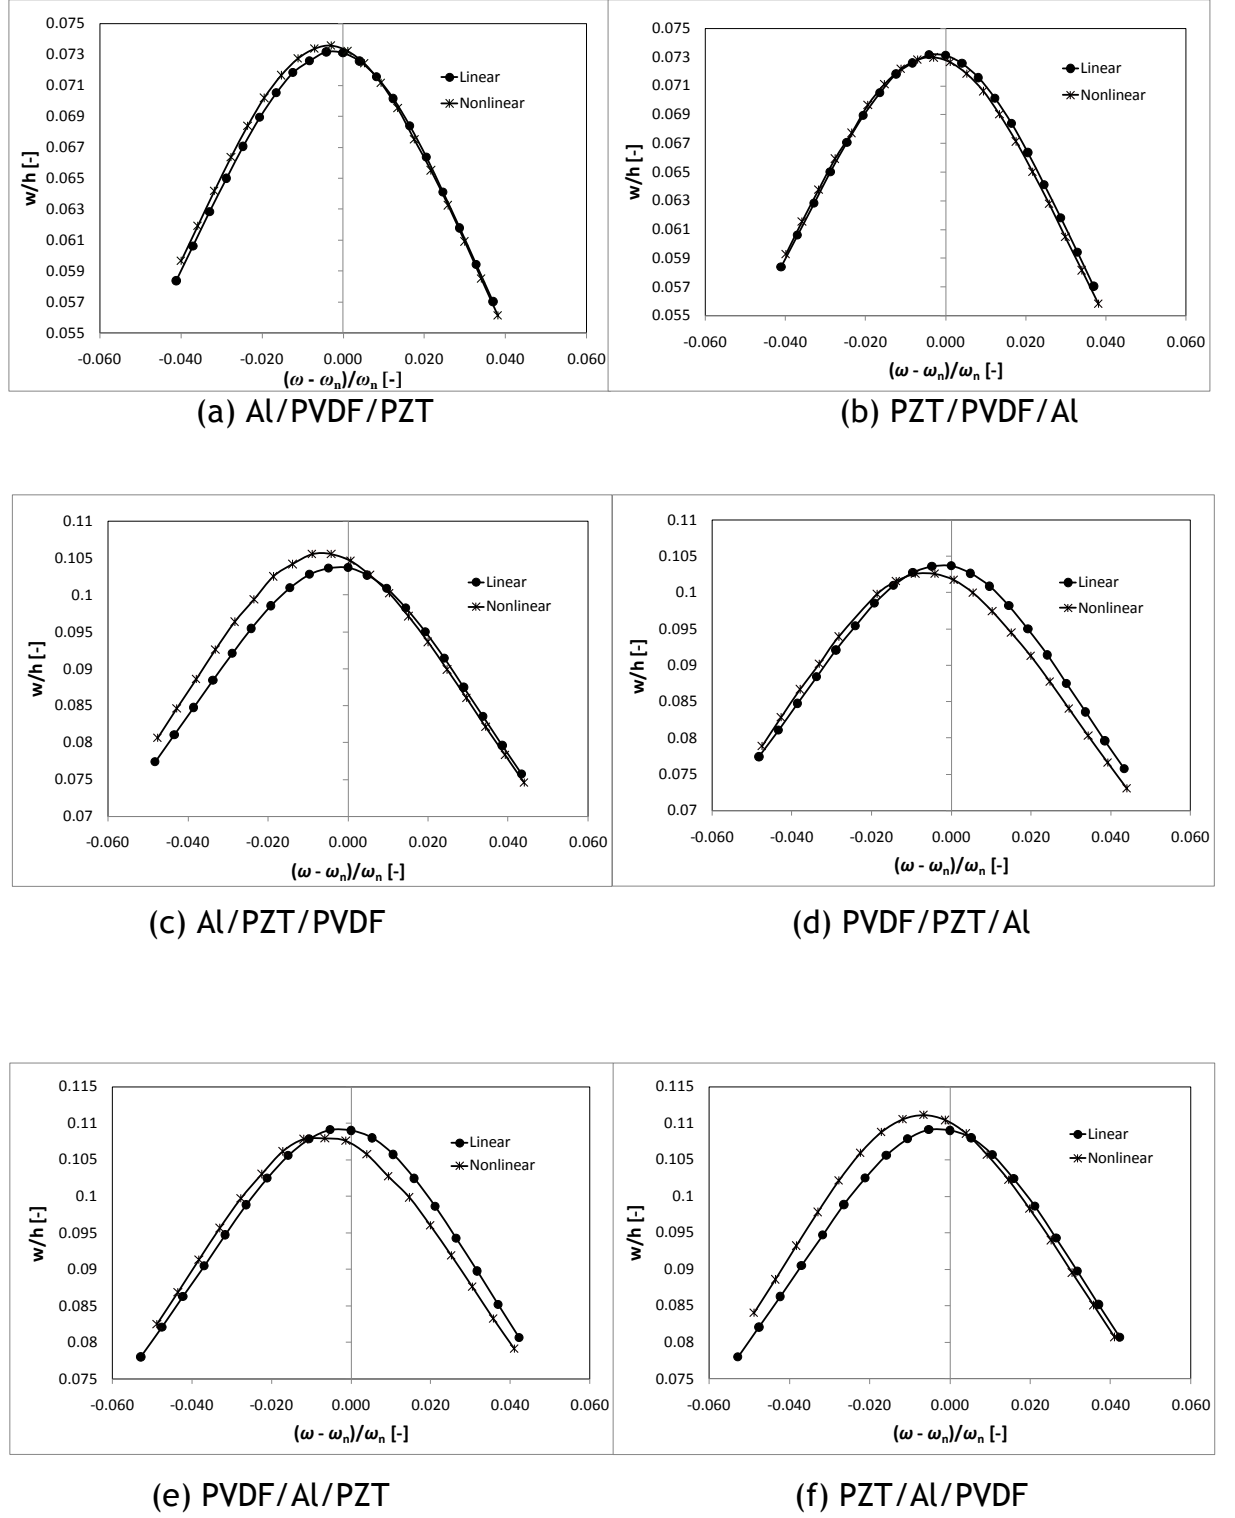 0.075
0.073
0.071
0.069
0.067
0.065
0.063
0.061
0.059
0.057
0.055
w/h [-]
Linear
Nonlinear
-0.060 -0.040 -0.020 0.000 0.020 0.040 0.060
(ω - ωn)/ωn [-]
(a) Al/PVDF/PZT
0.075
0.073
0.071
0.069
0.067
0.065
0.063
0.061
0.059
0.057
0.055
w/h [-]
Linear
Nonlinear
-0.060 -0.040 -0.020 0.000 0.020 0.040 0.060
(ω - ωn)/ωn [-]
(b) PZT/PVDF/Al
0.11
0.105
0.1
0.095
0.09
0.085
0.08
0.075
0.07
w/h [-]
Linear
Nonlinear
-0.060 -0.040 -0.020 0.000 0.020 0.040 0.060
(ω - ωn)/ωn [-]
(c) Al/PZT/PVDF
0.11
0.105
0.1
0.095
0.09
0.085
0.08
0.075
0.07
w/h [-]
Linear
Nonlinear
-0.060 -0.040 -0.020 0.000 0.020 0.040 0.060
(ω - ωn)/ωn [-]
(d) PVDF/PZT/Al
0.115
0.11
0.105
0.1
0.095
0.09
0.085
0.08
0.075
w/h [-]
Linear
Nonlinear
-0.060 -0.040 -0.020 0.000 0.020 0.040 0.060
(ω - ωn)/ωn [-]
(e) PVDF/Al/PZT
0.115
0.11
0.105
0.1
0.095
0.09
0.085
0.08
0.075
w/h [-]
Linear
Nonlinear
-0.060 -0.040 -0.020 0.000 0.020 0.040 0.060
(ω - ωn)/ωn [-]
(f) PZT/Al/PVDF